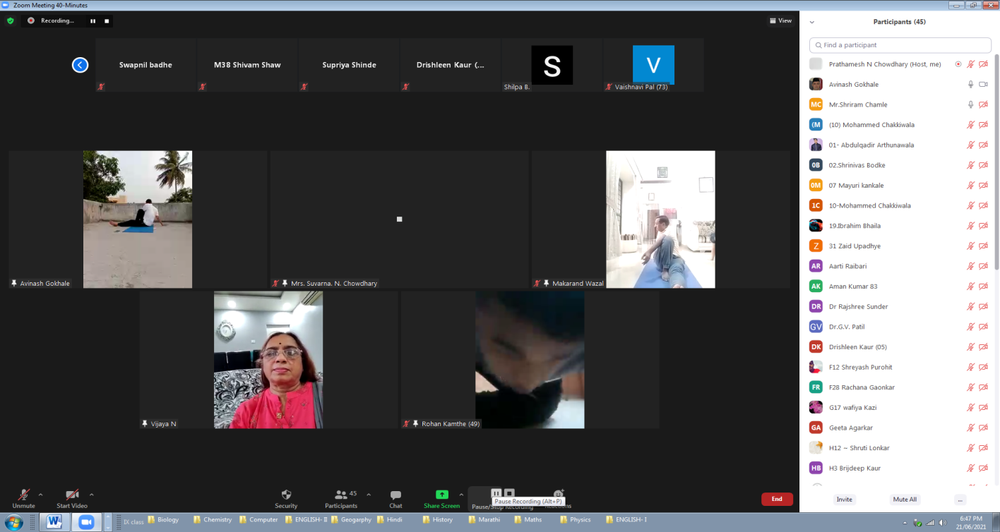 Zoom Meeting 40-Minutes
Recording...
View
Swapnil badhe
M38 Shivam Shaw
Supriya Shinde
Drishleen Kaur (...
S
Shilpa B.
V
Vaishnavi Pal (73)
Avinash Gokhale
Mrs. Suvarna. N. Chowdhary
Makarand Wazal
Vijaya N
Rohan Kamthe (49)
Participants (45)
Find a participant
Prathamesh N Chowdhary (Host, me)
Avinash Gokhale
MC Mr.Shriram Chamle
(M (10) Mohammed Chakkiwala
01- Abdulqadir Arthunawala
0B 02.Shrinivas Bodke
0M 07 Mayuri kankale
1C 10-Mohammed Chakkiwala
19.Ibrahim Bhaila
Z 31 Zaid Upadhye
AR Aarti Raibari
AK Aman Kumar 83
DR Dr Rajshree Sunder
GV Dr.G.V. Patil
DK Drishleen Kaur (05)
F12 Shreyash Purohit
FR F28 Rachana Gaonkar
G17 wafiya Kazi
GA Geeta Agarkar
H12 ~ Shruti Lonkar
HB H3 Brijdeep Kaur
Invite Mute All ...
Unmute
Start Video
Security
45
Participants
Chat
Share Screen
Pause/Stop Recording
Pause Recording (Alt+P)
Reactions
End
W
IX class Biology Chemistry Computer ENGLISH- II Geogarphy Hindi History Marathi Maths Physics ENGLISH- I
6:47 PM
21/06/2021